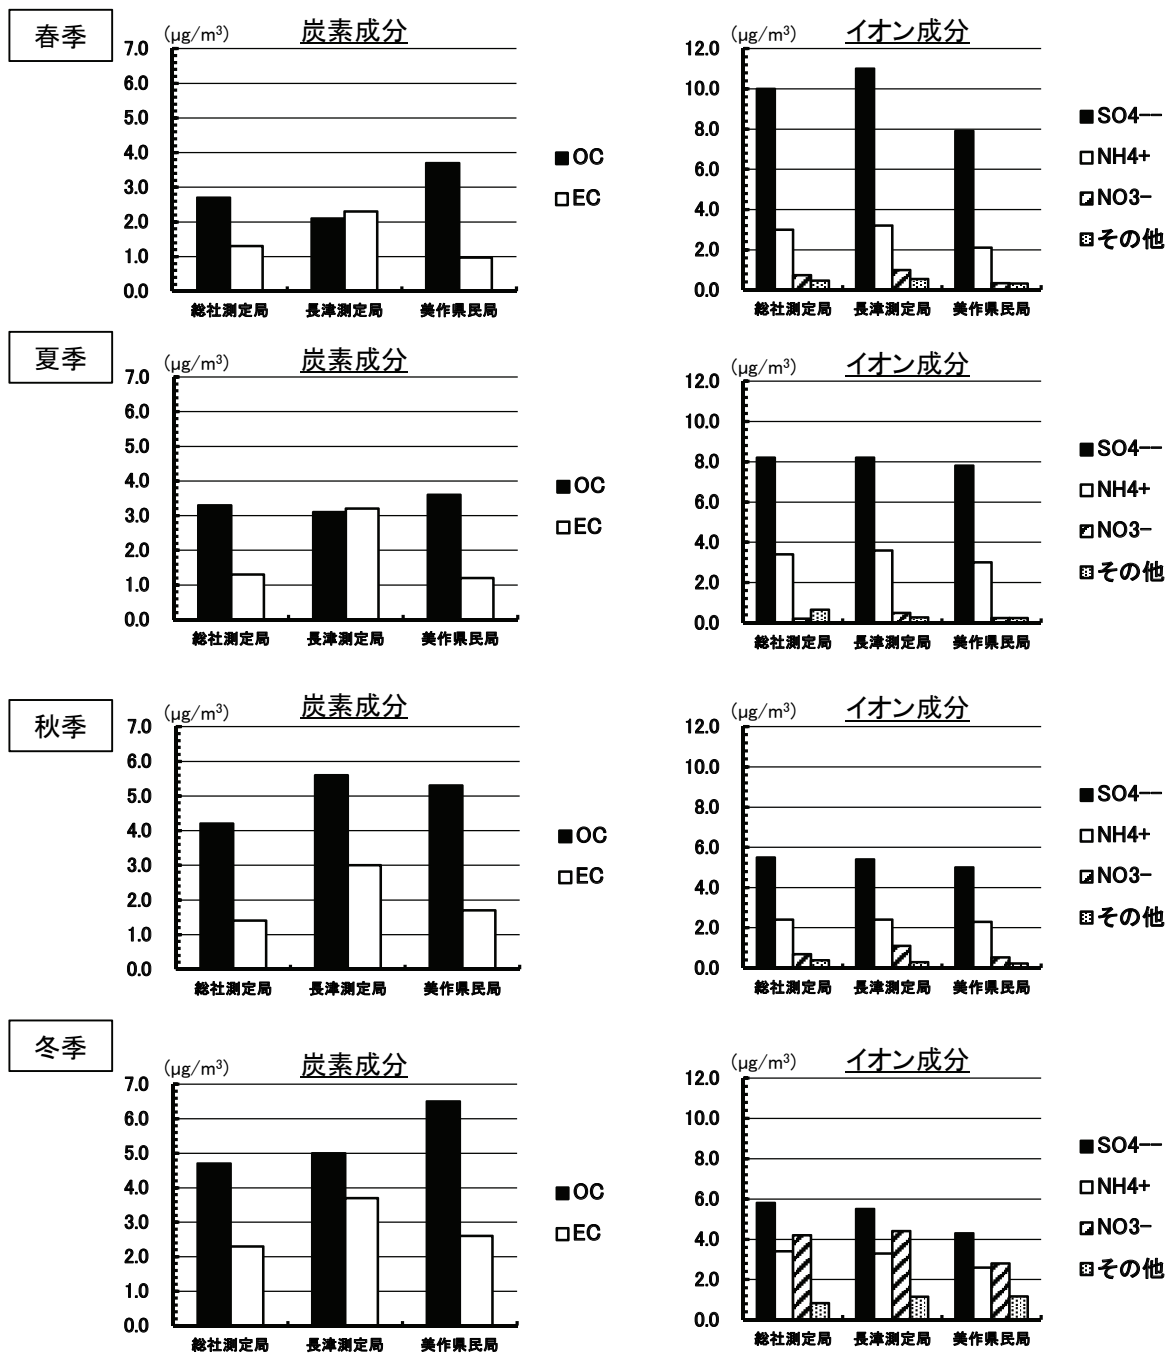 春季
(μg/m³) 炭素成分
7.0
6.0
5.0
4.0
3.0
2.0
1.0
0.0
総社測定局 長津測定局 美作県民局
■OC
□EC
(μg/m³) イオン成分
12.0
10.0
8.0
6.0
4.0
2.0
0.0
総社測定局 長津測定局 美作県民局
SO4−−
NH4+
NO3−
その他
夏季
(μg/m³) 炭素成分
7.0
6.0
5.0
4.0
3.0
2.0
1.0
0.0
総社測定局 長津測定局 美作県民局
OC
EC
(μg/m³) イオン成分
12.0
10.0
8.0
6.0
4.0
2.0
0.0
総社測定局 長津測定局 美作県民局
SO4−−
NH4+
NO3−
その他
秋季
(μg/m³) 炭素成分
7.0
6.0
5.0
4.0
3.0
2.0
1.0
0.0
総社測定局 長津測定局 美作県民局
OC
EC
(μg/m³) イオン成分
12.0
10.0
8.0
6.0
4.0
2.0
0.0
総社測定局 長津測定局 美作県民局
SO4−−
NH4+
NO3−
その他
冬季
(μg/m³) 炭素成分
7.0
6.0
5.0
4.0
3.0
2.0
1.0
0.0
総社測定局 長津測定局 美作県民局
OC
EC
(μg/m³) イオン成分
12.0
10.0
8.0
6.0
4.0
2.0
0.0
総社測定局 長津測定局 美作県民局
SO4−−
NH4+
NO3−
その他